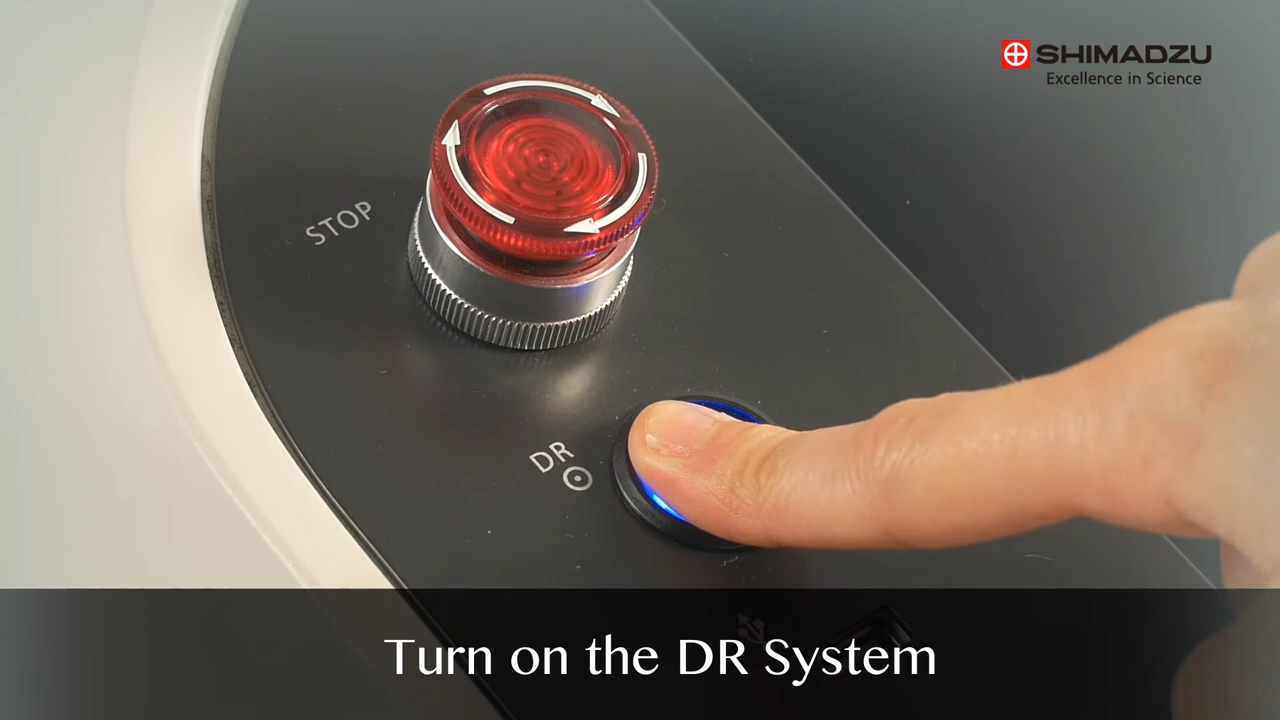 SHIMADZU
Excellence in Science
STOP
DR
Turn on the DR System